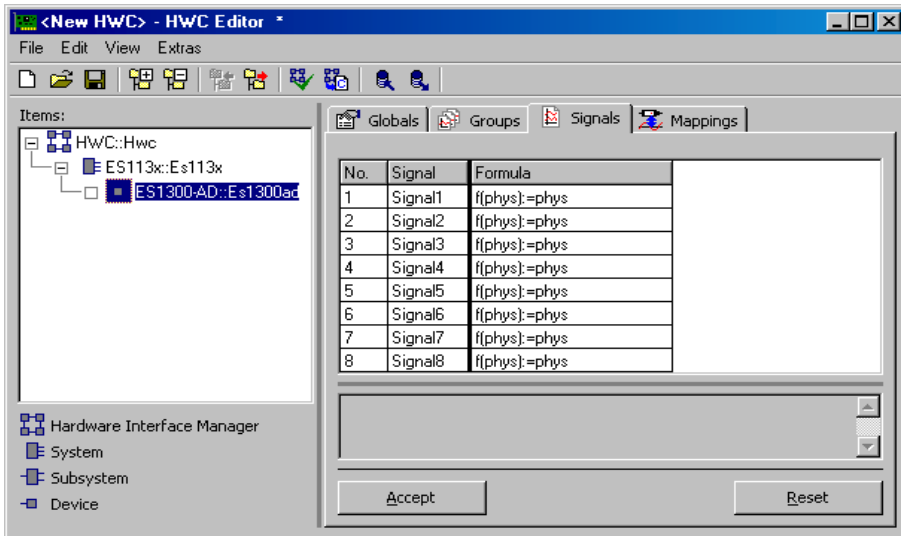 <New HWC> - HWC Editor *
File Edit View Extras
Items:
HWC::Hwc
ES113x::Es113x
ES1300-AD::Es1300ad
Hardware Interface Manager
System
Subsystem
Device
Globals Groups Signals Mappings
No. Signal Formula
1 Signal1 f(phys):=phys
2 Signal2 f(phys):=phys
3 Signal3 f(phys):=phys
4 Signal4 f(phys):=phys
5 Signal5 f(phys):=phys
6 Signal6 f(phys):=phys
7 Signal7 f(phys):=phys
8 Signal8 f(phys):=phys
Accept Reset